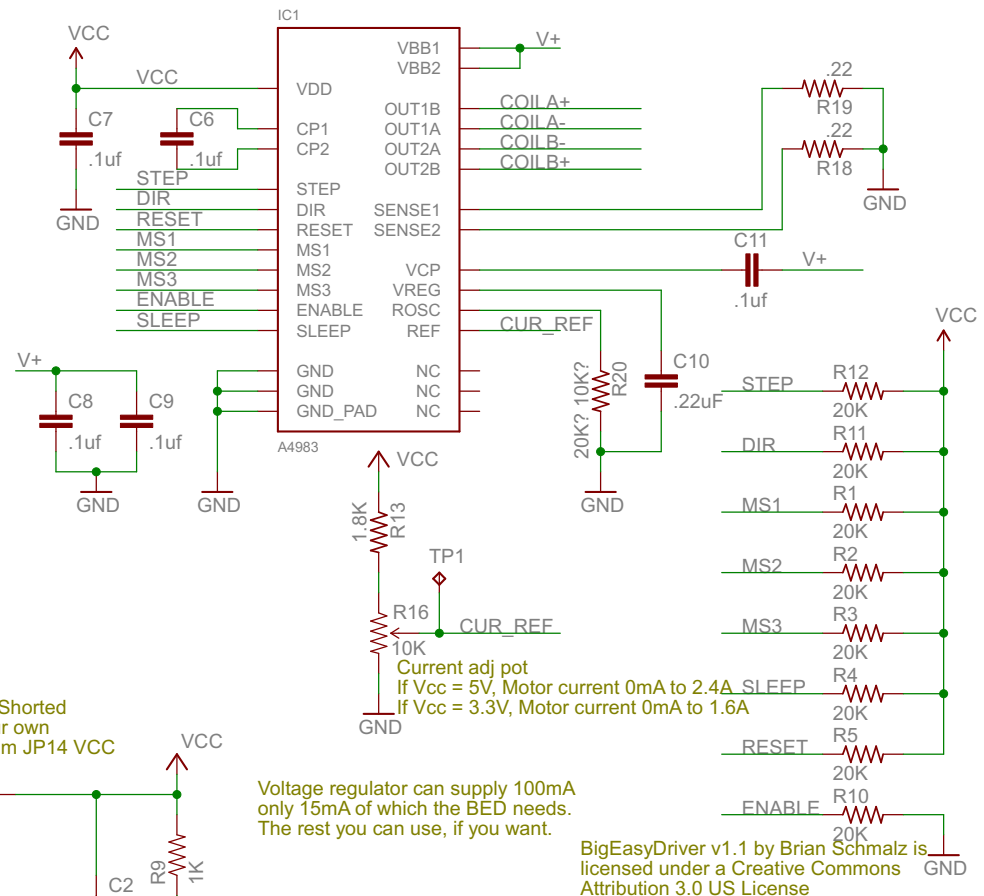 IC1
VCC
VBB1
V+
VBB2
VCC
VDD
.22
R19
C7
C6
CP1
OUT1B
COILA+
OUT1A
COILA-
.22
CP2
OUT2A
COILB-
.1uf
.1uf
OUT2B
COILB+
R18
STEP
STEP
DIR
DIR
SENSE1
GND
GND
RESET
RESET
SENSE2
MS1
MS1
C11
MS2
MS2
VCP
V+
MS3
MS3
VREG
.1uf
ENABLE
ENABLE
ROSC
VCC
SLEEP
SLEEP
REF
CUR_REF
V+
GND
NC
20K? 10K?
R20
C10
STEP
R12
C8
C9
GND
NC
.22uF
20K
GND_PAD
NC
.1uf
.1uf
DIR
R11
A4983
VCC
20K
GND
GND
GND
1.8K
R13
MS1
R1
20K
TP1
MS2
R2
20K
R16
CUR_REF
MS3
R3
10K
20K
Current adj pot
If Vcc = 5V, Motor current 0mA to 2.4A
If Vcc = 3.3V, Motor current 0mA to 1.6A
SLEEP
R4
20K
GND
Shorted
r own
m JP14 VCC
VCC
RESET
R5
20K
Voltage regulator can supply 100mA
only 15mA of which the BED needs.
The rest you can use, if you want.
ENABLE
R10
20K
GND
R9
1K
C2
BigEasyDriver v1.1 by Brian Schmalz is
licensed under a Creative Commons
Attribution 3.0 US License